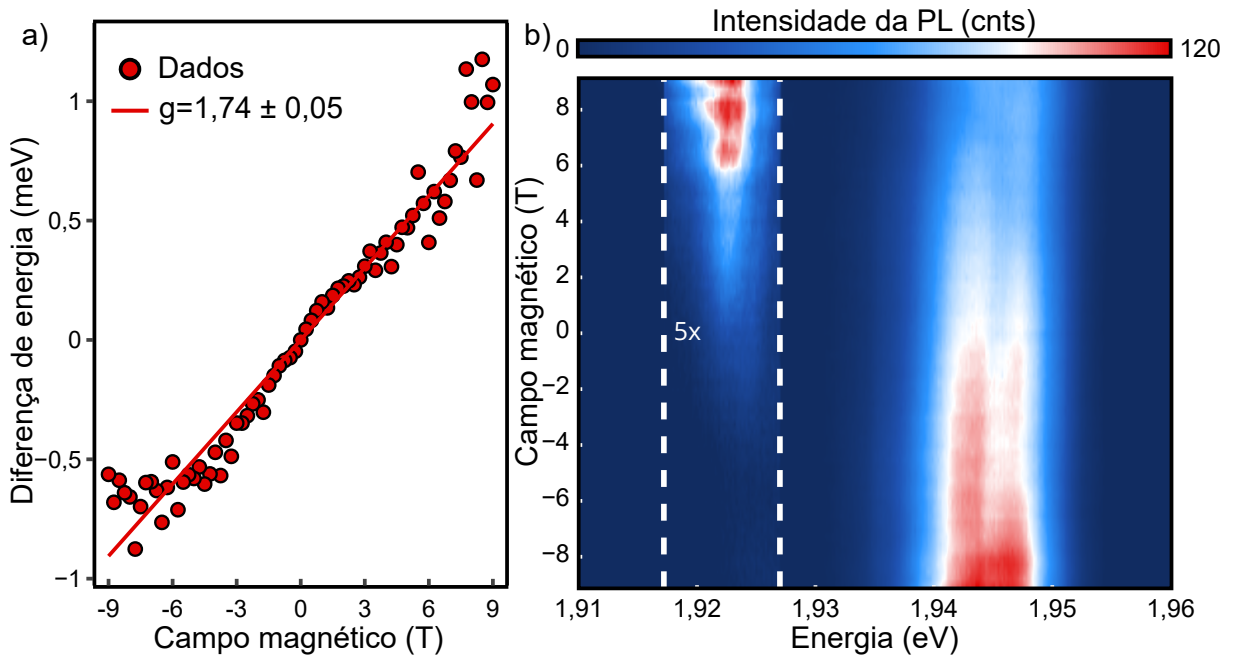 a)
Dados
g=1,74 ± 0,05
Diferença de energia (meV)
1
0,5
0
−0,5
−1
-9 -6 -3 0 3 6 9
Campo magnético (T)
b)
Intensidade da PL (cnts)
0 120
Campo magnético (T)
8
6
4
2
0
−2
−4
−6
−8
5x
1,91 1,92 1,93 1,94 1,95 1,96
Energia (eV)